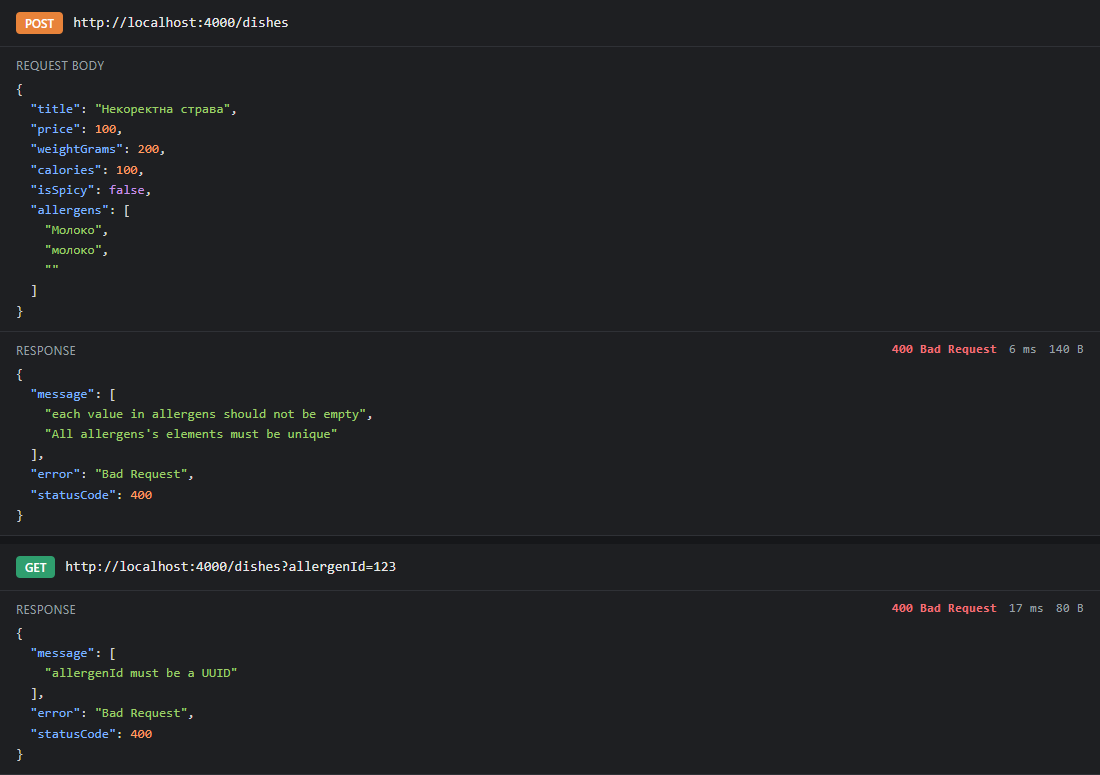 POST http://localhost:4000/dishes
REQUEST BODY
{
  "title": "Некоректна страва",
  "price": 100,
  "weightGrams": 200,
  "calories": 100,
  "isSpicy": false,
  "allergens": [
    "Молоко",
    "молоко",
    ""
  ]
}
RESPONSE 400 Bad Request 6 ms 140 B
{
  "message": [
    "each value in allergens should not be empty",
    "All allergens's elements must be unique"
  ],
  "error": "Bad Request",
  "statusCode": 400
}
GET http://localhost:4000/dishes?allergenId=123
RESPONSE 400 Bad Request 17 ms 80 B
{
  "message": [
    "allergenId must be a UUID"
  ],
  "error": "Bad Request",
  "statusCode": 400
}